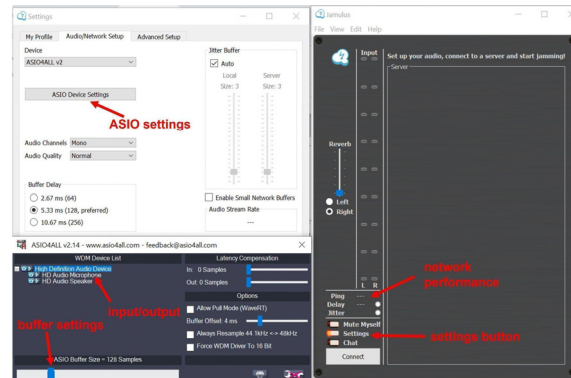 Settings
My Profile Audio/Network Setup Advanced Setup
Device
ASIO4ALL v2
ASIO Device Settings
ASIO settings
Audio Channels Mono
Audio Quality Normal
Buffer Delay
2.67 ms (64)
5.33 ms (128, preferred)
10.67 ms (256)
Jitter Buffer
Auto
Local Server
Size: 3 Size: 3
Enable Small Network Buffers
Audio Stream Rate
---
ASIO4ALL v2.14 - www.asio4all.com - feedback@asio4all.com
WDM Device List
High Definition Audio Device
HD Audio Microphone
HD Audio Speaker
input/output
buffer settings
ASIO Buffer Size = 128 Samples
Latency Compensation
In: 0 Samples
Out: 0 Samples
Options
Allow Pull Mode (WaveRT)
Buffer Offset: 4 ms
Always Resample 44.1kHz <-> 48kHz
Force WDM Driver To 16 Bit
Jamulus
File View Edit Help
Input
Set up your audio, connect to a server and start jamming!
Server
Reverb
Left
Right
L R
Ping ---
Delay ---
Jitter
network
performance
Mute Myself
Settings
settings button
Chat
Connect